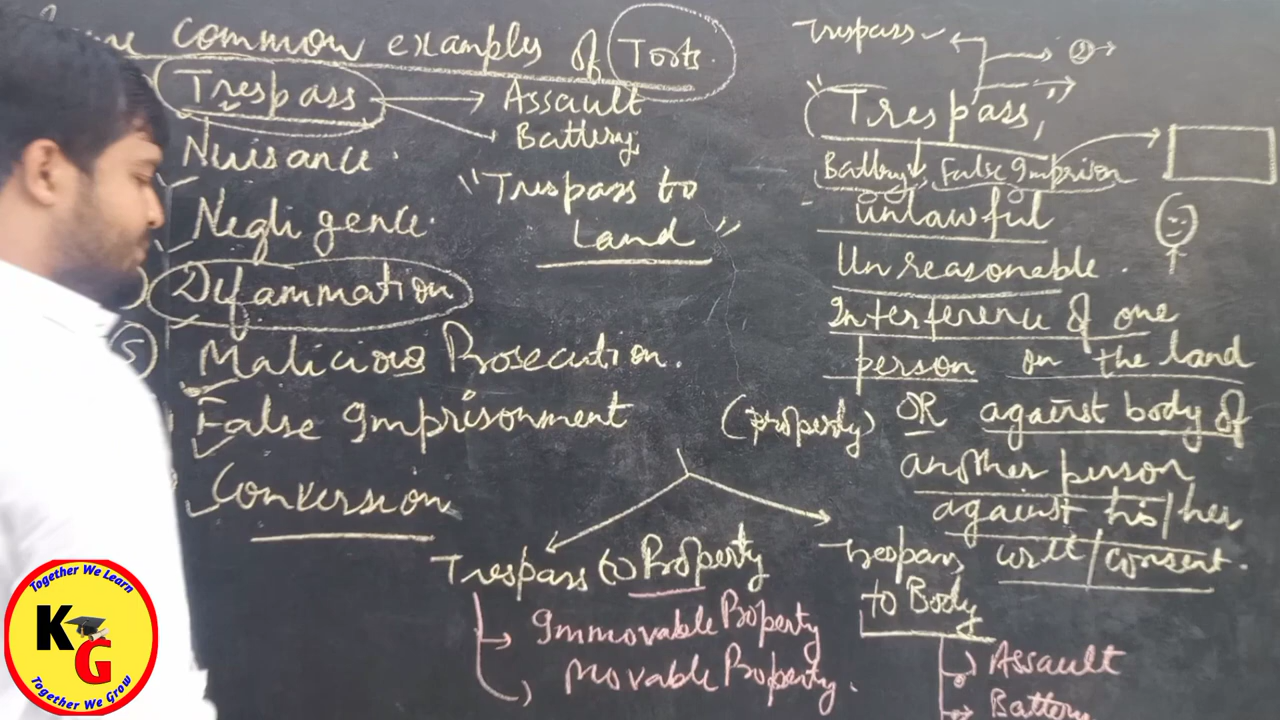 common examples of Torts.
Trespass
Assault
Battery,
Nuisance.
Negligence.
"Trespass to
Land"
Defammation
(5) Malicious Prosecution.
False Imprisonment
Conversion
Trespass
"Trespass"
Battery, False Imprison
Unlawful
Unreasonable.
Interference of one
person on the land
(property) OR against body of
another person
against his/her
will/consent.
Trespass to Property
Immovable Property
Movable Property.
Trespass
to Body
Assault
Battery
Together We Learn
KG
Together We Grow